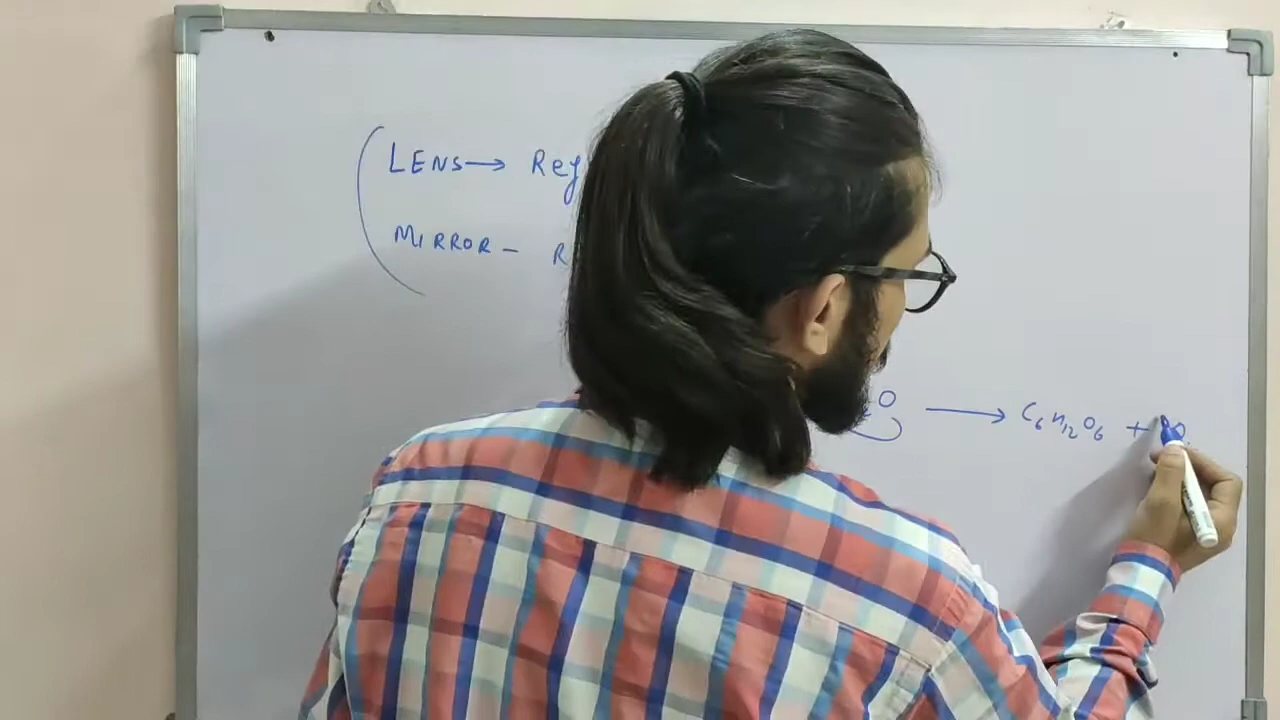 LENS→ Ref
MIRROR - R
O → C6H12O6 +